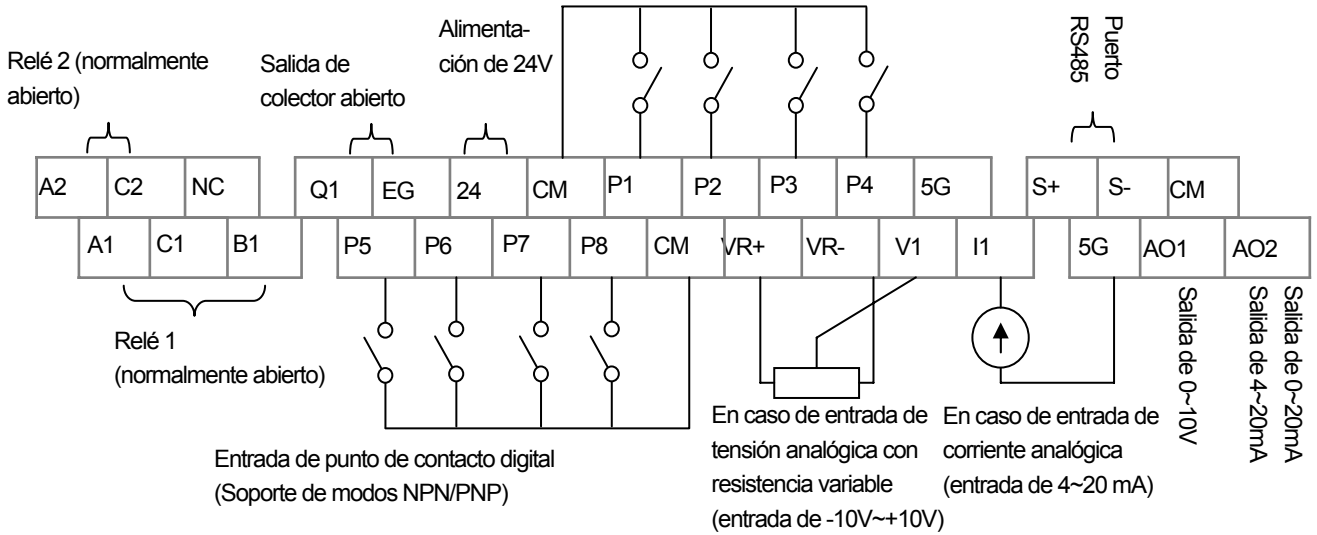 Relé 2 (normalmente
abierto)
Salida de
colector abierto
Alimenta-
ción de 24V
Puerto
RS485
A2 C2 NC
Q1 EG 24 CM P1 P2 P3 P4 5G
S+ S- CM
A1 C1 B1
P5 P6 P7 P8 CM VR+ VR- V1 I1
5G AO1 AO2
Relé 1
(normalmente abierto)
Entrada de punto de contacto digital
(Soporte de modos NPN/PNP)
En caso de entrada de
tensión analógica con
resistencia variable
(entrada de -10V~+10V)
En caso de entrada de
corriente analógica
(entrada de 4~20 mA)
Salida de 0~10V
Salida de 0~20mA
Salida de 4~20mA